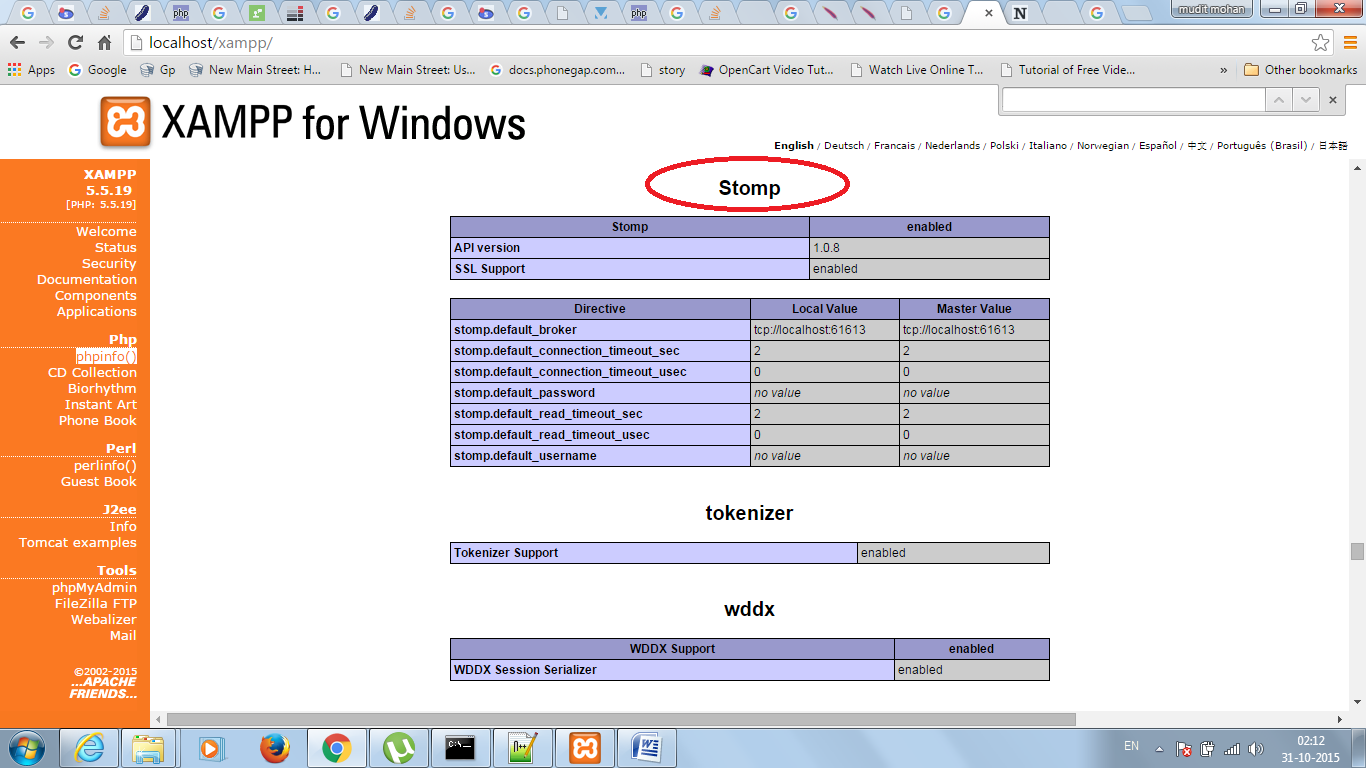 mudit mohan
localhost/xampp/
Apps Google Gp New Main Street: H... New Main Street: Us... docs.phonegap.com... story OpenCart Video Tut... Watch Live Online T... Tutorial of Free Vide... » Other bookmarks
XAMPP for Windows
English / Deutsch / Francais / Nederlands / Polski / Italiano / Norwegian / Español / 中文 / Português (Brasil) / 日本語
XAMPP
5.5.19
[PHP: 5.5.19]
Welcome
Status
Security
Documentation
Components
Applications
Php
phpinfo()
CD Collection
Biorhythm
Instant Art
Phone Book
Perl
perlinfo()
Guest Book
J2ee
Info
Tomcat examples
Tools
phpMyAdmin
FileZilla FTP
Webalizer
Mail
©2002-2015
...APACHE
FRIENDS...
Stomp
Stomp enabled
API version 1.0.8
SSL Support enabled
Directive Local Value Master Value
stomp.default_broker tcp://localhost:61613 tcp://localhost:61613
stomp.default_connection_timeout_sec 2 2
stomp.default_connection_timeout_usec 0 0
stomp.default_password no value no value
stomp.default_read_timeout_sec 2 2
stomp.default_read_timeout_usec 0 0
stomp.default_username no value no value
tokenizer
Tokenizer Support enabled
wddx
WDDX Support enabled
WDDX Session Serializer enabled
EN
02:12
31-10-2015